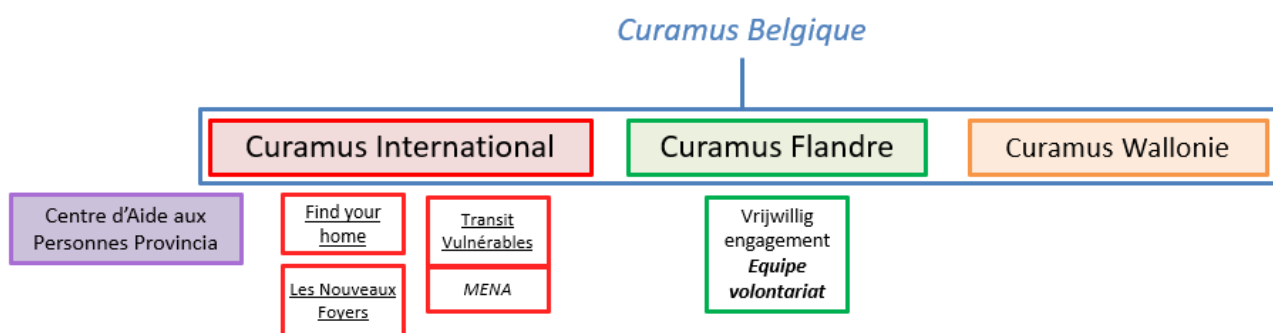 Curamus Belgique
Curamus International
Curamus Flandre
Curamus Wallonie
Centre d'Aide aux
Personnes Provincia
Find your
home
Transit
Vulnérables
Vrijwillig
engagement
Equipe
volontariat
Les Nouveaux
Foyers
MENA